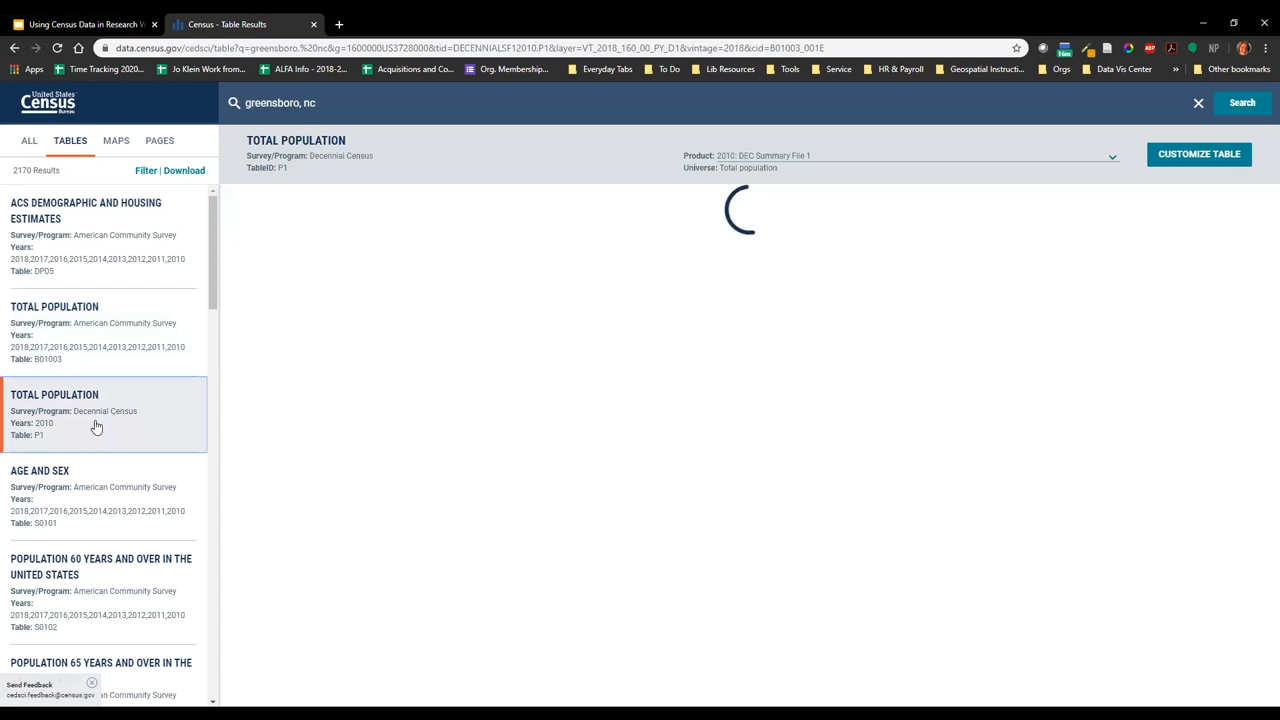 Using Census Data in Research W
Census - Table Results
data.census.gov/cedsci/table?q=greensboro.%20nc&g=1600000US3728000&tid=DECENNIALSF12010.P1&layer=VT_2018_160_00_PY_D1&vintage=2018&cid=B01003_001E
16m
ABP
NP
Apps
Time Tracking 2020...
Jo Klein Work from...
ALFA Info - 2018-2...
Acquisitions and Co...
Org. Membership...
Everyday Tabs
To Do
Lib Resources
Tools
Service
HR & Payroll
Geospatial Instructi...
Orgs
Data Vis Center
»
Other bookmarks
United States®
Census
Bureau
greensboro, nc
Search
ALL
TABLES
MAPS
PAGES
2170 Results
Filter | Download
TOTAL POPULATION
Survey/Program: Decennial Census
TableID: P1
Product: 2010: DEC Summary File 1
Universe: Total population
CUSTOMIZE TABLE
ACS DEMOGRAPHIC AND HOUSING
ESTIMATES
Survey/Program: American Community Survey
Years:
2018,2017,2016,2015,2014,2013,2012,2011,2010
Table: DP05
TOTAL POPULATION
Survey/Program: American Community Survey
Years:
2018,2017,2016,2015,2014,2013,2012,2011,2010
Table: B01003
TOTAL POPULATION
Survey/Program: Decennial Census
Years: 2010
Table: P1
AGE AND SEX
Survey/Program: American Community Survey
Years:
2018,2017,2016,2015,2014,2013,2012,2011,2010
Table: S0101
POPULATION 60 YEARS AND OVER IN THE
UNITED STATES
Survey/Program: American Community Survey
Years:
2018,2017,2016,2015,2014,2013,2012,2011,2010
Table: S0102
POPULATION 65 YEARS AND OVER IN THE
an Community Survey
Send Feedback
cedsci.feedback@census.gov